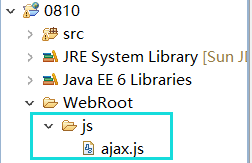 0810
src
JRE System Library [Sun J
Java EE 6 Libraries
WebRoot
js
ajax.js